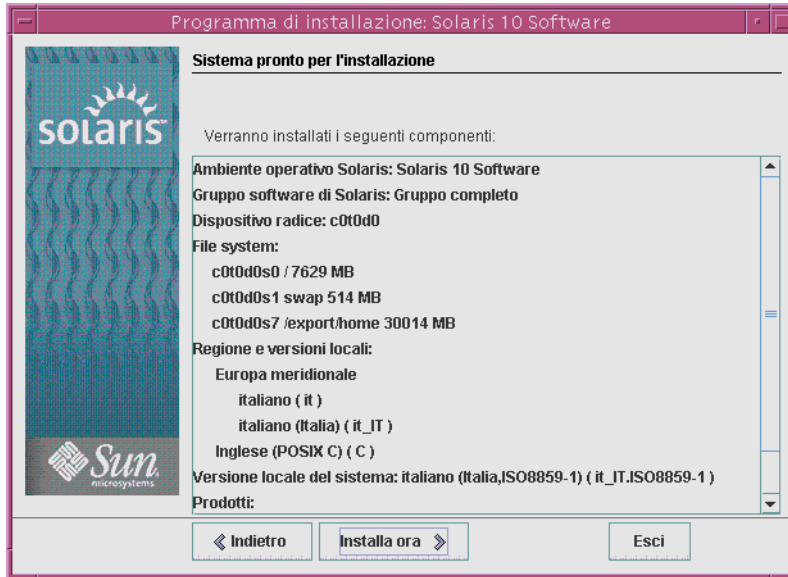 Programma di installazione: Solaris 10 Software
Sistema pronto per l'installazione
solaris
Verranno installati i seguenti componenti:
Ambiente operativo Solaris: Solaris 10 Software
Gruppo software di Solaris: Gruppo completo
Dispositivo radice: c0t0d0
File system:
c0t0d0s0 / 7629 MB
c0t0d0s1 swap 514 MB
c0t0d0s7 /export/home 30014 MB
Regione e versioni locali:
Europa meridionale
italiano ( it )
italiano (Italia) ( it_IT )
Inglese (POSIX C) ( C )
Versione locale del sistema: italiano (Italia,ISO8859-1) ( it_IT.ISO8859-1 )
Prodotti:
Sun
microsystems
Indietro
Installa ora
Esci